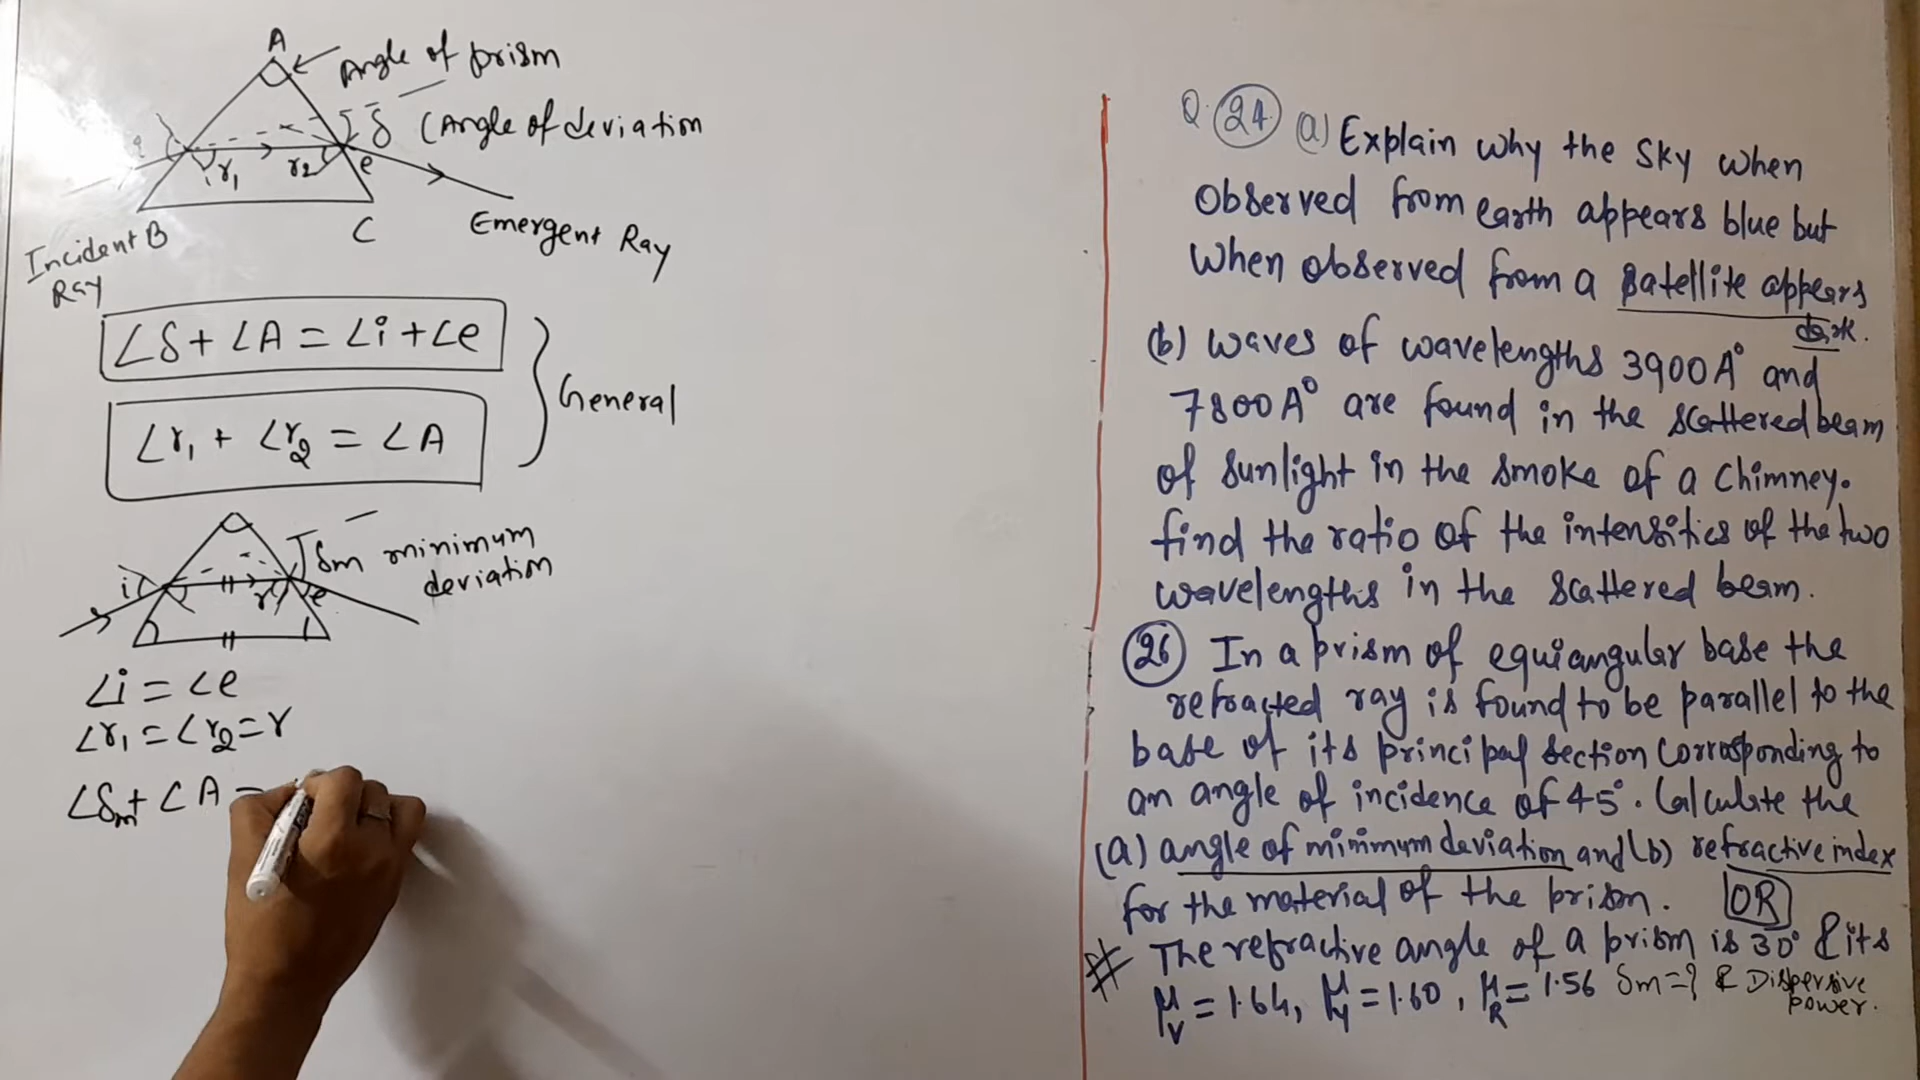 A
Angle of prism
δ (Angle of deviation
i
r₁
r₂
e
B
C
Incident
Ray
Emergent Ray
∠δ + ∠A = ∠i + ∠e
∠r₁ + ∠r₂ = ∠A
General
δm minimum
deviation
i
r
e
∠i = ∠e
∠r₁ = ∠r₂ = r
∠δm + ∠A =
Q. 24 (a) Explain why the sky when
observed from earth appears blue but
when observed from a satellite appears
dark.
(b) waves of wavelengths 3900 A° and
7800 A° are found in the scattered beam
of sunlight in the smoke of a chimney.
find the ratio of the intensities of the two
wavelengths in the scattered beam.
26 In a prism of equiangular base the
refracted ray is found to be parallel to the
base of its principal section corrosponding to
an angle of incidence of 45°. Calculate the
(a) angle of minimum deviation and (b) refractive index
for the material of the prism. OR
# The refractive angle of a prism is 30° & its
μV = 1.64, μy = 1.60, μR = 1.56 δm = ? & Dispersive
power.